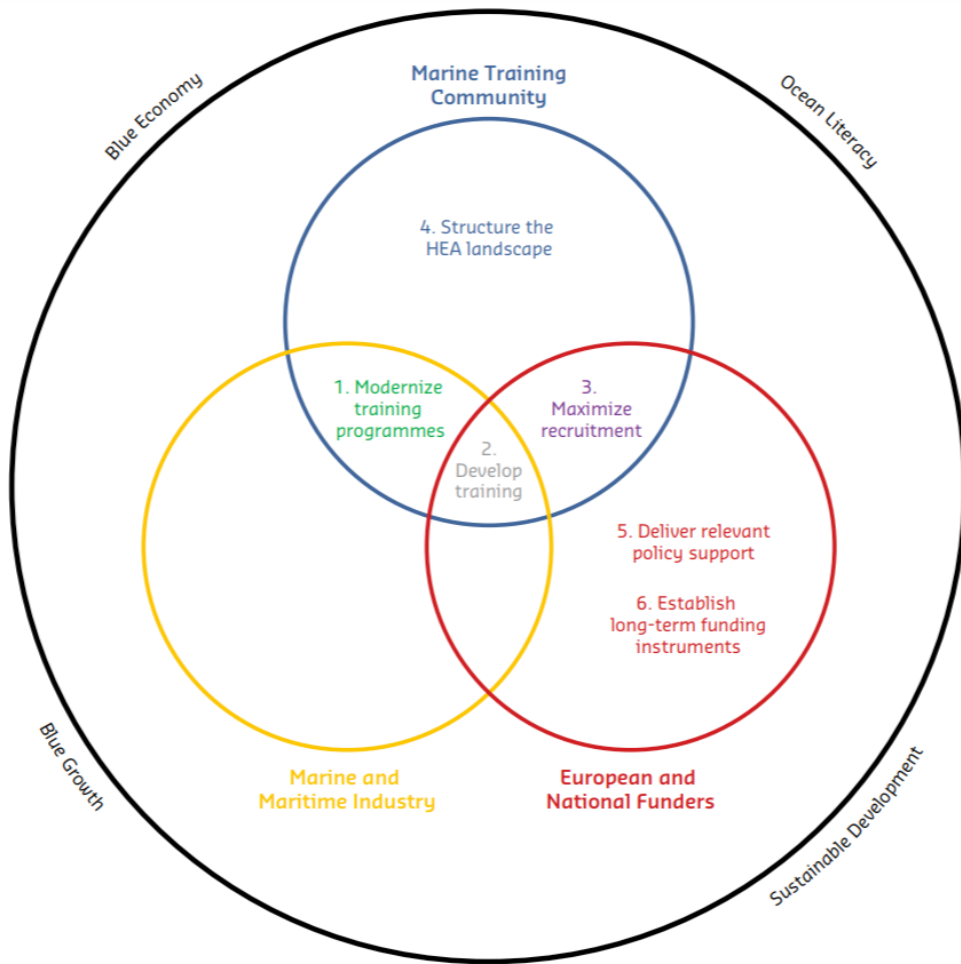 Marine Training
Community
Blue Economy
Ocean Literacy
4. Structure the
HEA landscape
1. Modernize
training
programmes
3.
Maximize
recruitment
2.
Develop
training
5. Deliver relevant
policy support
6. Establish
long-term funding
instruments
Blue Growth
Marine and
Maritime Industry
European and
National Funders
Sustainable Development